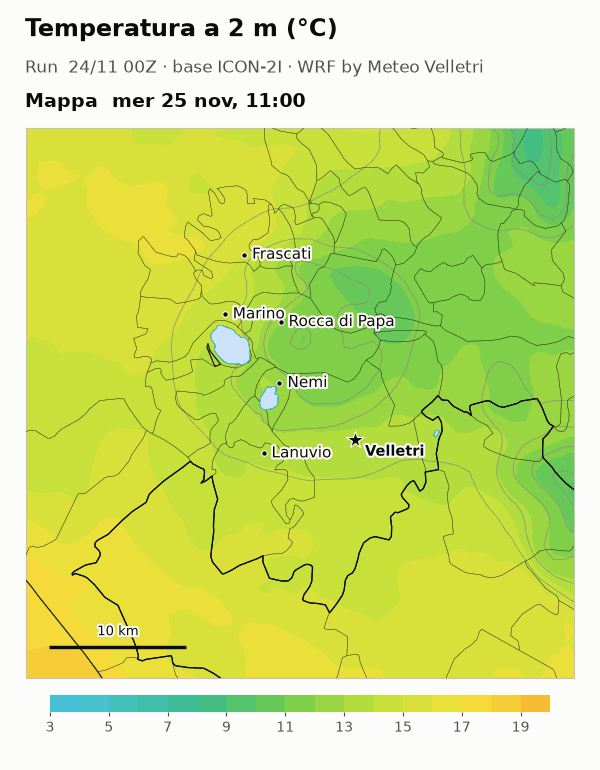 Temperatura a 2 m (°C)
Run  24/11 00Z · base ICON-2I · WRF by Meteo Velletri
Mappa  mer 25 nov, 11:00
Frascati
Marino
Rocca di Papa
Nemi
Velletri
Lanuvio
10 km
3 5 7 9 11 13 15 17 19